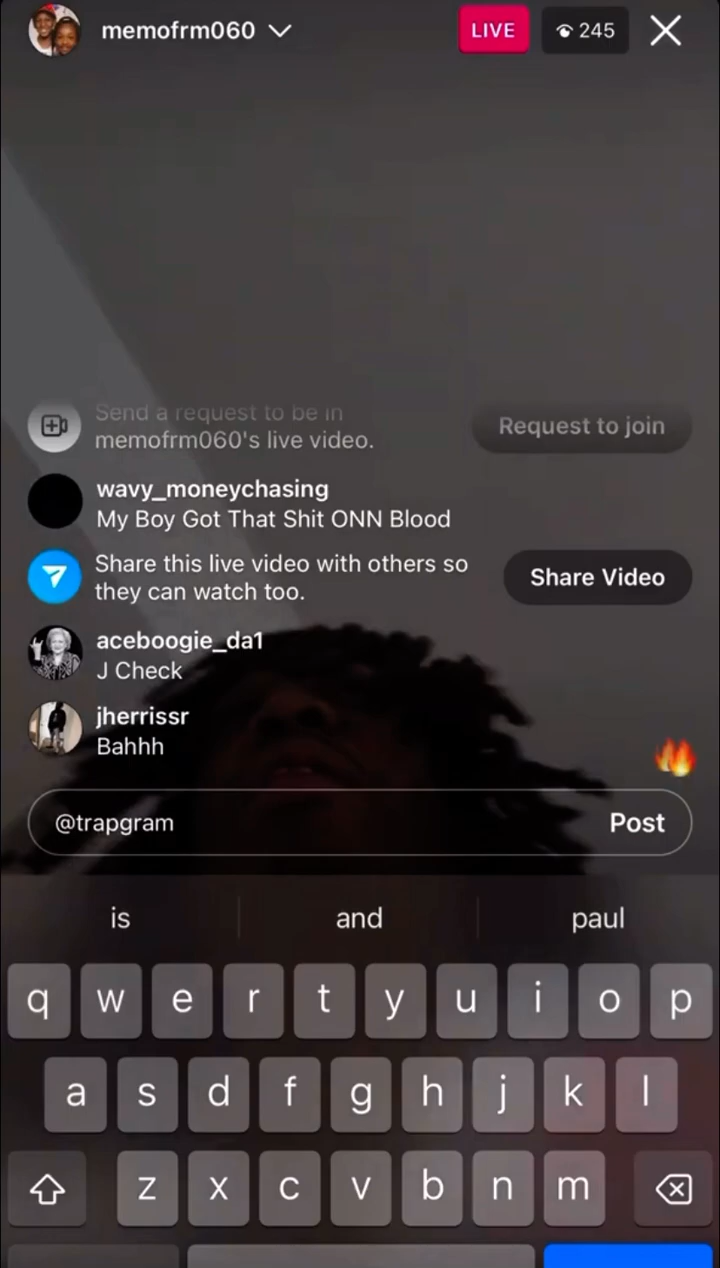 memofrm060
LIVE
245
Send a request to be in
memofrm060's live video.
Request to join
wavy_moneychasing
My Boy Got That Shit ONN Blood
Share this live video with others so
they can watch too.
Share Video
aceboogie_da1
J Check
jherrissr
Bahhh
@trapgram
Post
is and paul
q w e r t y u i o p
a s d f g h j k l
z x c v b n m